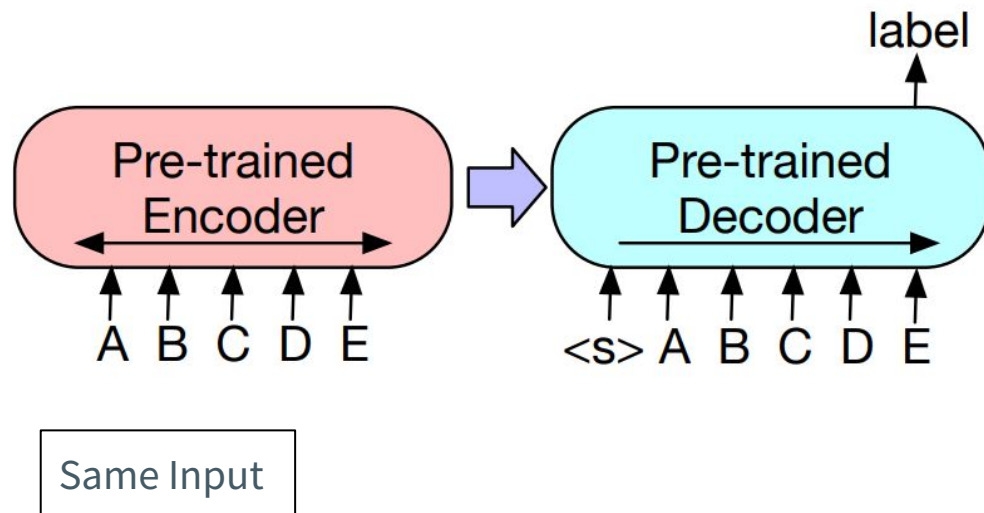 label
Pre-trained
Encoder
Pre-trained
Decoder
A B C D E
<s> A B C D E
Same Input